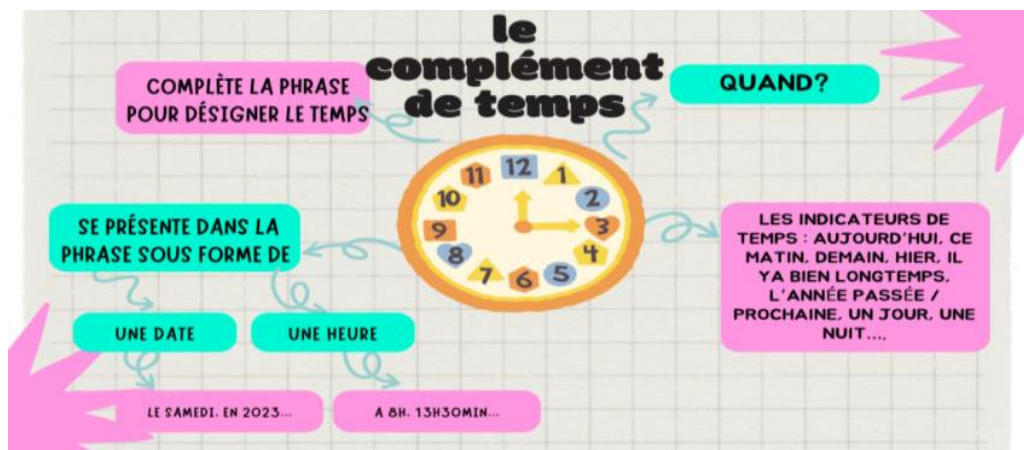 le
complément
de temps
COMPLÈTE LA PHRASE
POUR DÉSIGNER LE TEMPS
QUAND?
12
1
2
3
4
5
6
7
8
9
10
11
SE PRÉSENTE DANS LA
PHRASE SOUS FORME DE
LES INDICATEURS DE
TEMPS : AUJOURD'HUI, CE
MATIN, DEMAIN, HIER, IL
YA BIEN LONGTEMPS,
L'ANNÉE PASSÉE /
PROCHAINE, UN JOUR, UNE
NUIT....
UNE DATE
UNE HEURE
LE SAMEDI, EN 2023...
A 8H, 13H30MIN...